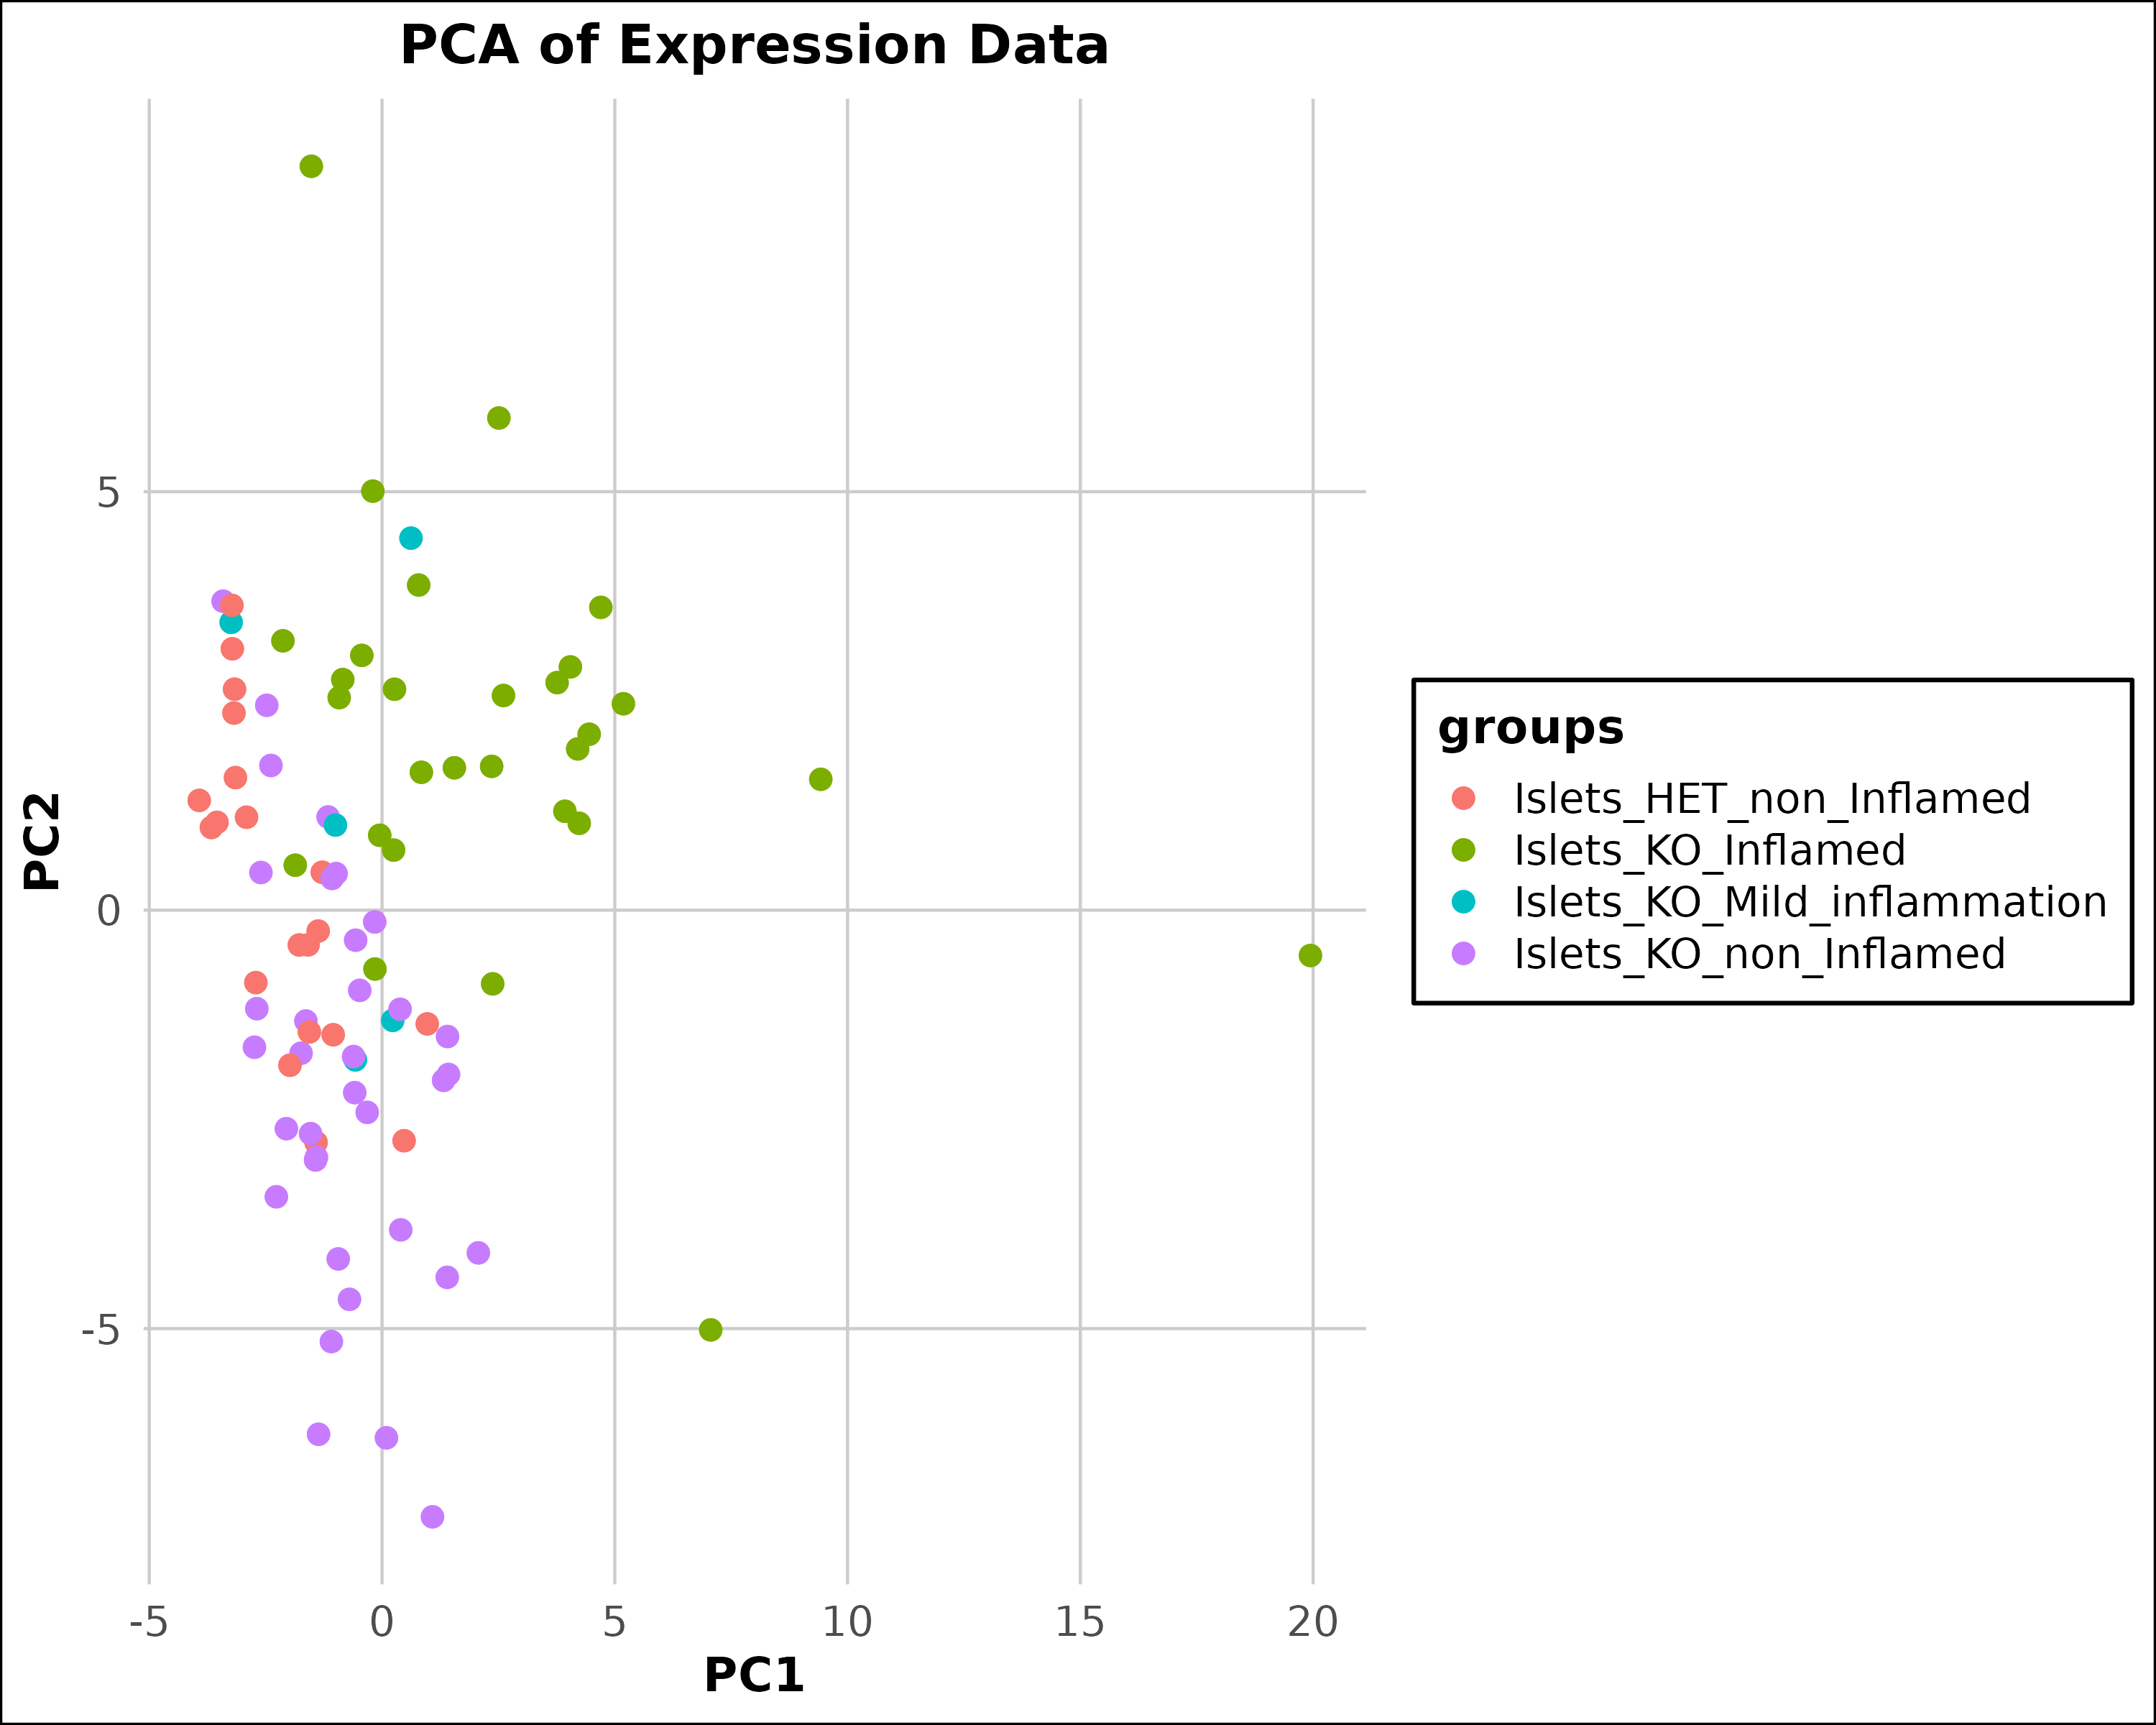 PCA of Expression Data
5
0
-5
PC2
-5 0 5 10 15 20
PC1
groups
Islets_HET_non_Inflamed
Islets_KO_Inflamed
Islets_KO_Mild_inflammation
Islets_KO_non_Inflamed